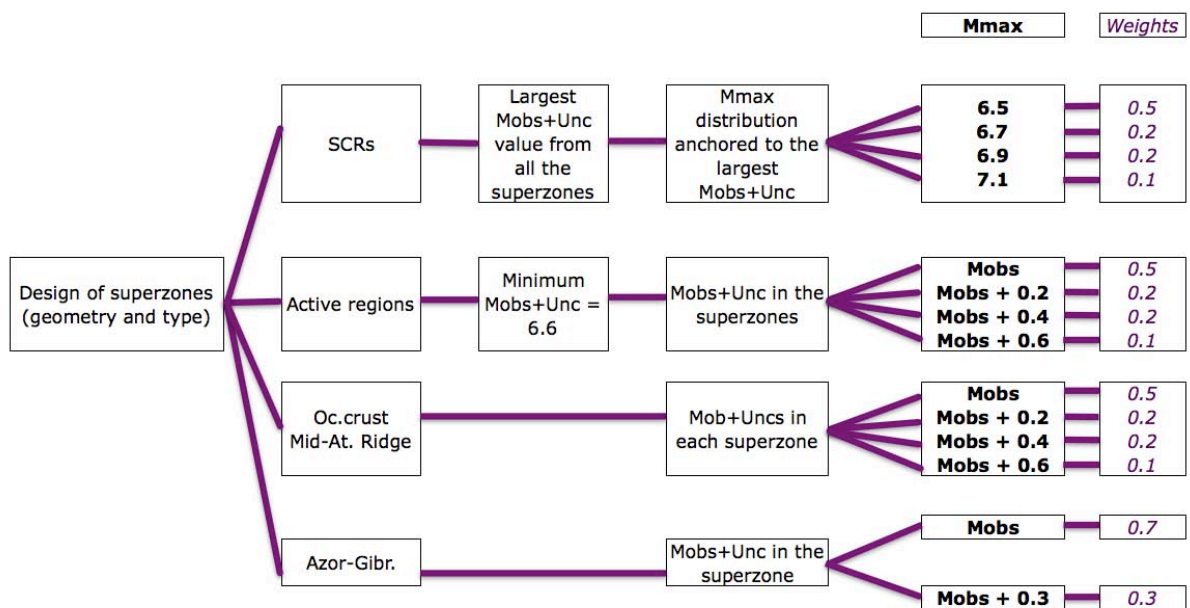 Mmax
Weights
Design of superzones
(geometry and type)
SCRs
Largest
Mobs+Unc
value from
all the
superzones
Mmax
distribution
anchored to the
largest
Mobs+Unc
6.5
6.7
6.9
7.1
0.5
0.2
0.2
0.1
Active regions
Minimum
Mobs+Unc =
6.6
Mobs+Unc in the
superzones
Mobs
Mobs + 0.2
Mobs + 0.4
Mobs + 0.6
0.5
0.2
0.2
0.1
Oc.crust
Mid-At. Ridge
Mob+Uncs in
each superzone
Mobs
Mobs + 0.2
Mobs + 0.4
Mobs + 0.6
0.5
0.2
0.2
0.1
Azor-Gibr.
Mobs+Unc in the
superzone
Mobs
Mobs + 0.3
0.7
0.3